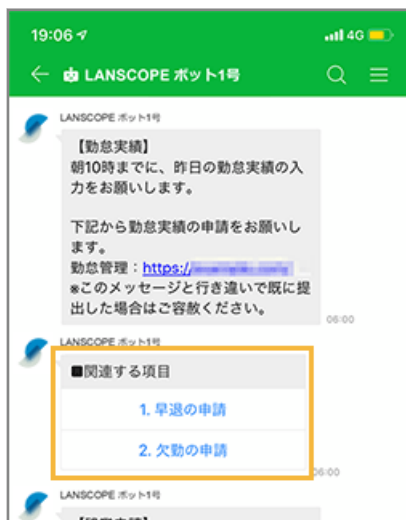 19:06
4G
LANSCOPE ボット1号
LANSCOPE ボット1号
【勤怠実績】
朝10時までに、昨日の勤怠実績の入
力をお願いします。
下記から勤怠実績の申請をお願いし
ます。
勤怠管理：https:/
※このメッセージと行き違いで既に提
出した場合はご容赦ください。
06:00
LANSCOPE ボット1号
■関連する項目
1. 早退の申請
2. 欠勤の申請
06:00
LANSCOPE ボット1号